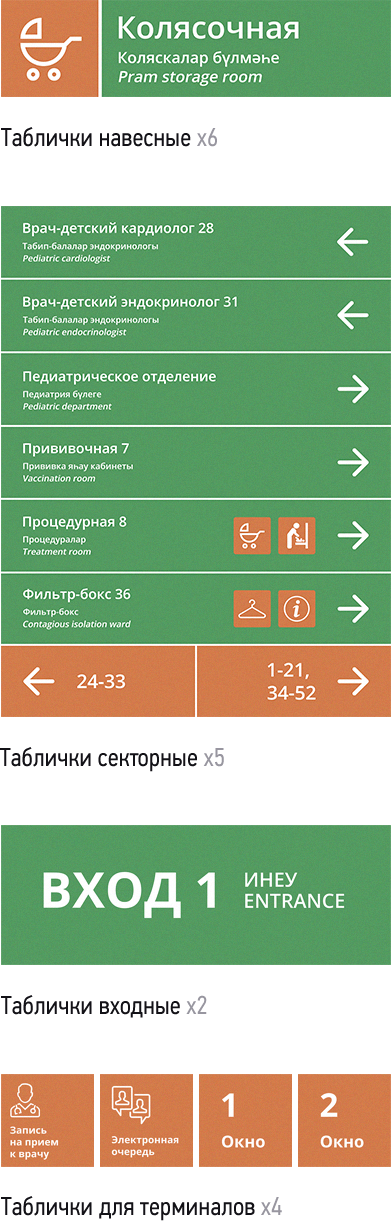 Колясочная
Коляскалар бүлмәһе
Pram storage room
Таблички навесные x6
Врач-детский кардиолог 28
Табип-балалар эндокринологы
Pediatric cardiologist
Врач-детский эндокринолог 31
Табип-балалар эндокринологы
Pediatric endocrinologist
Педиатрическое отделение
Педиатрия бүлеге
Pediatric department
Прививочная 7
Прививка яһау кабинеты
Vaccination room
Процедурная 8
Процедуралар
Treatment room
Фильтр-бокс 36
Фильтр-бокс
Contagious isolation ward
24-33
1-21,
34-52
Таблички секторные x5
ВХОД 1
ИНЕУ
ENTRANCE
Таблички входные x2
Запись
на прием
к врачу
Электронная
очередь
1
Окно
2
Окно
Таблички для терминалов x4